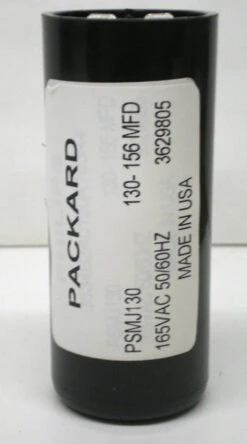 PACKARD
PSMJ130 130-156 MFD
165VAC 50/60HZ 3629805
MADE IN USA